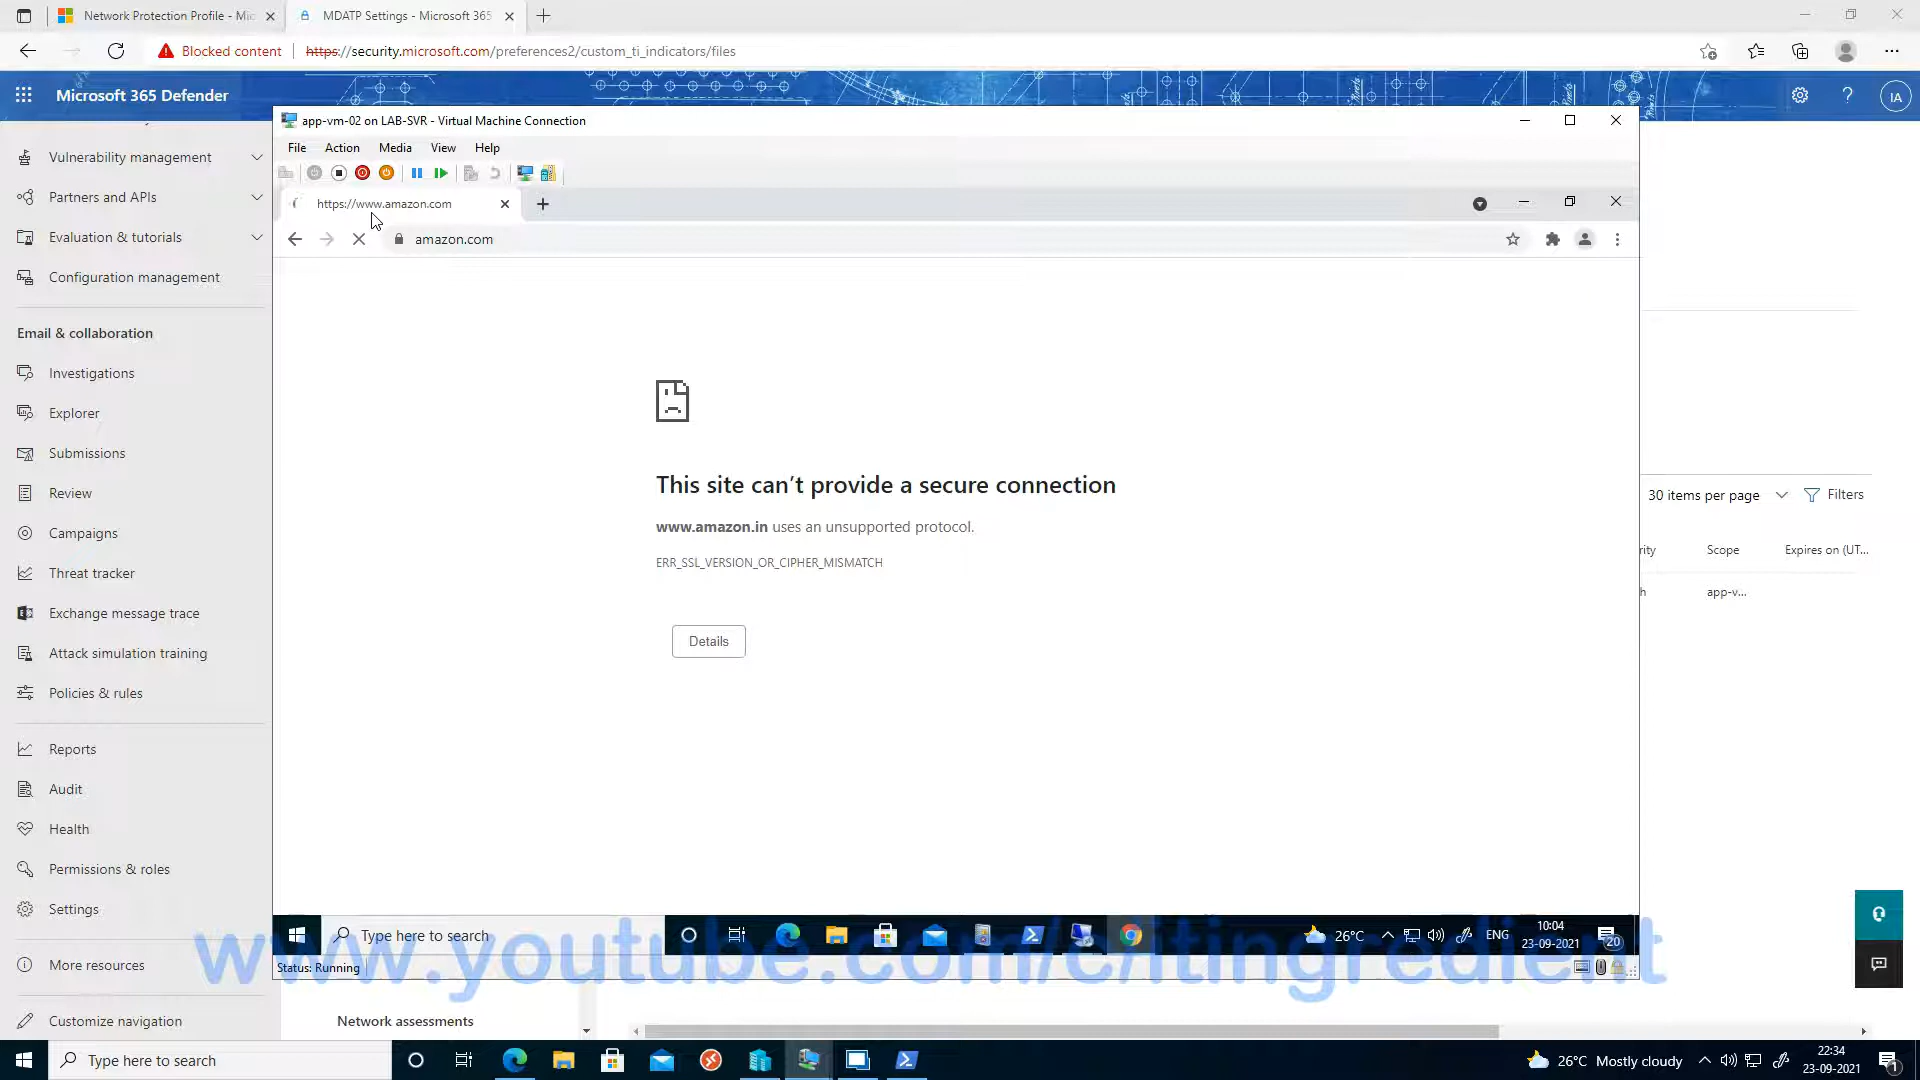 Network Protection Profile - Mic
MDATP Settings - Microsoft 365
Blocked content
https://security.microsoft.com/preferences2/custom_ti_indicators/files
Microsoft 365 Defender
IA
Vulnerability management
Partners and APIs
Evaluation & tutorials
Configuration management
Email & collaboration
Investigations
Explorer
Submissions
Review
Campaigns
Threat tracker
Exchange message trace
Attack simulation training
Policies & rules
Reports
Audit
Health
Permissions & roles
Settings
More resources
Customize navigation
app-vm-02 on LAB-SVR - Virtual Machine Connection
File Action Media View Help
https://www.amazon.com
amazon.com
This site can't provide a secure connection
www.amazon.in uses an unsupported protocol.
ERR_SSL_VERSION_OR_CIPHER_MISMATCH
Details
30 items per page
Filters
rity
Scope
Expires on (UT...
h
app-v...
Type here to search
26°C
ENG
10:04
23-09-2021
20
Status: Running
www.youtube.com/c/itingredient
Network assessments
Type here to search
26°C Mostly cloudy
22:34
23-09-2021
1